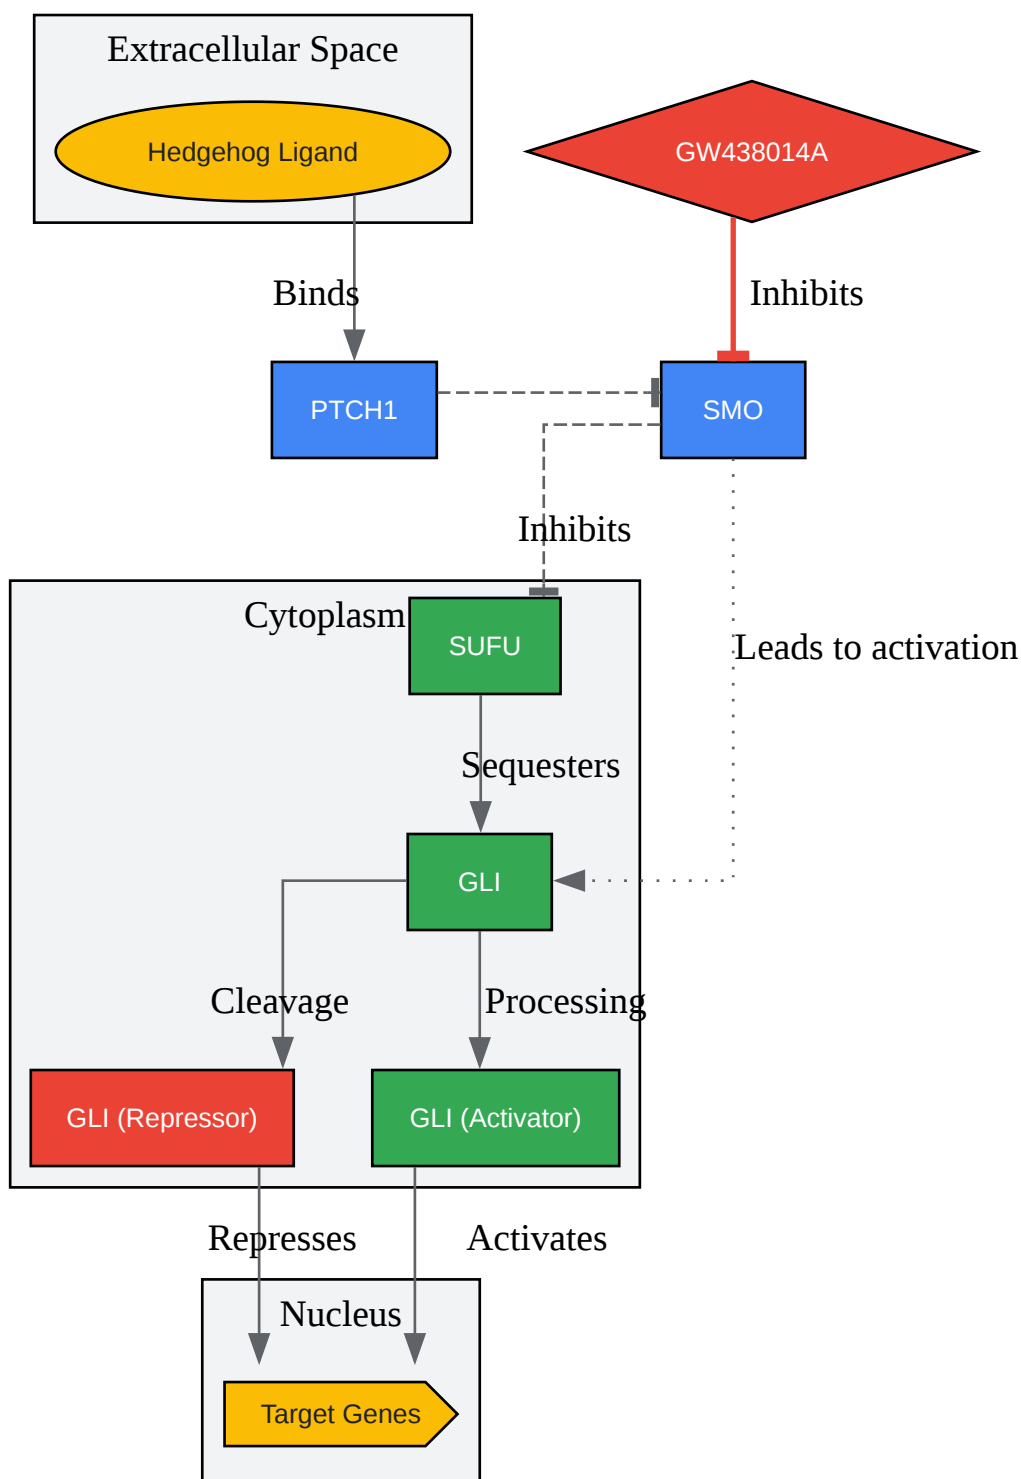 Extracellular Space
Hedgehog Ligand
GW438014A
Binds
Inhibits
PTCH1
SMO
Inhibits
Cytoplasm
SUFU
Leads to activation
Sequesters
GLI
Cleavage
Processing
GLI (Repressor)
GLI (Activator)
Represses
Activates
Nucleus
Target Genes